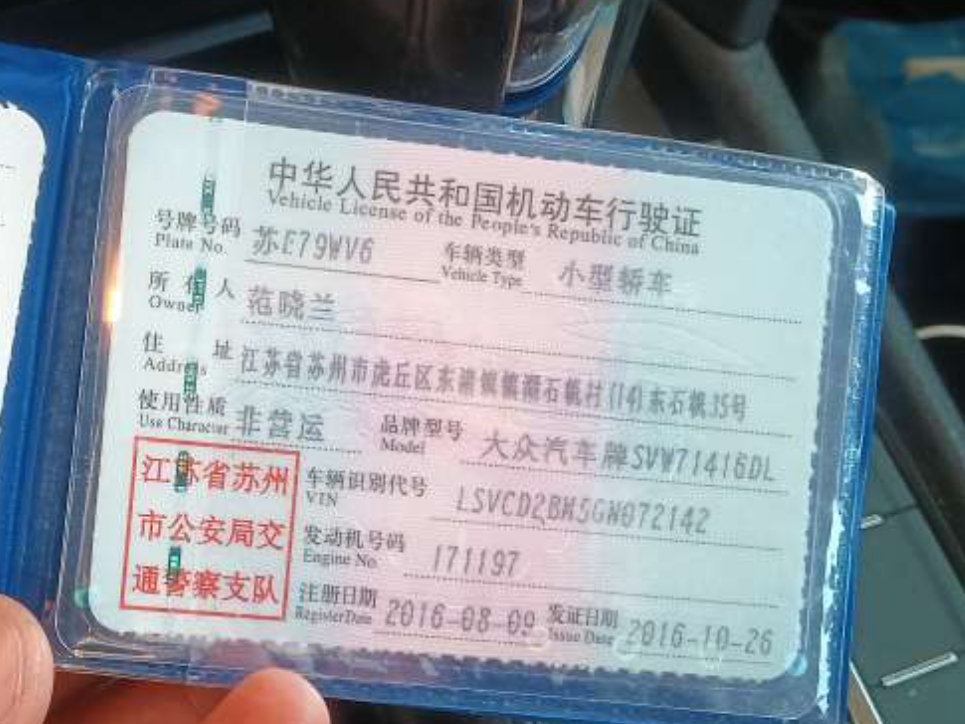 中华人民共和国机动车行驶证
Vehicle License of the People's Republic of China
号牌号码 苏E79WV6 车辆类型 小型轿车
Plate No. Vehicle Type
所有人 范晓兰
Owner
住址 江苏省苏州市虎丘区东渚镇镇湖石帆村(14)东石帆35号
Address
使用性质 非营运 品牌型号 大众汽车牌SVW71416DL
Use Character Model
江苏省苏州
市公安局交
通警察支队
车辆识别代号 LSVCD2BM5GN072142
VIN
发动机号码 171197
Engine No.
注册日期 2016-08-09 发证日期 2016-10-26
Register Date Issue Date